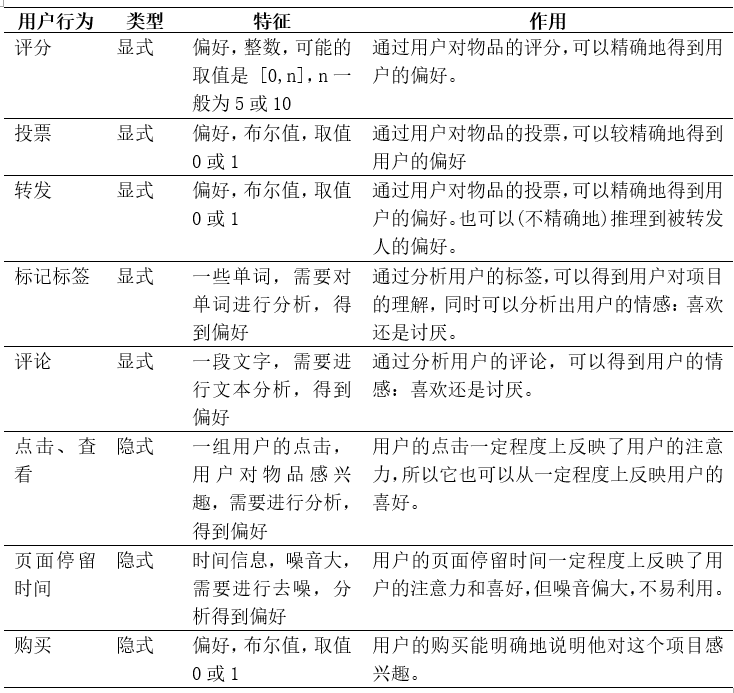 用户行为 类型 特征 作用
评分 显式 偏好，整数，可能的 通过用户对物品的评分，可以精确地得到用
取值是 [0,n]，n 一 户的偏好。
般为 5 或 10
投票 显式 偏好，布尔值，取值 通过用户对物品的投票，可以较精确地得到
0 或 1 用户的偏好
转发 显式 偏好，布尔值，取值 通过用户对物品的投票，可以精确地得到用
0 或 1 户的偏好。也可以(不精确地)推理到被转发
人的偏好。
标记标签 显式 一些单词，需要对 通过分析用户的标签，可以得到用户对项目
单词进行分析，得 的理解，同时可以分析出用户的情感：喜欢
到偏好 还是讨厌。
评论 显式 一段文字，需要进 通过分析用户的评论，可以得到用户的情
行文本分析，得到 感：喜欢还是讨厌。
偏好
点击、查 隐式 一组用户的点击， 用户的点击一定程度上反映了用户的注意
看 用户对物品感兴 力，所以它也可以从一定程度上反映用户的
趣，需要进行分析， 喜好。
得到偏好
页面停留 隐式 时间信息，噪音大， 用户的页面停留时间一定程度上反映了用
时间 需要进行去噪，分 户的注意力和喜好，但噪音偏大，不易利用。
析得到偏好
购买 隐式 偏好，布尔值，取值 用户的购买能明确地说明他对这个项目感
0 或 1 兴趣。